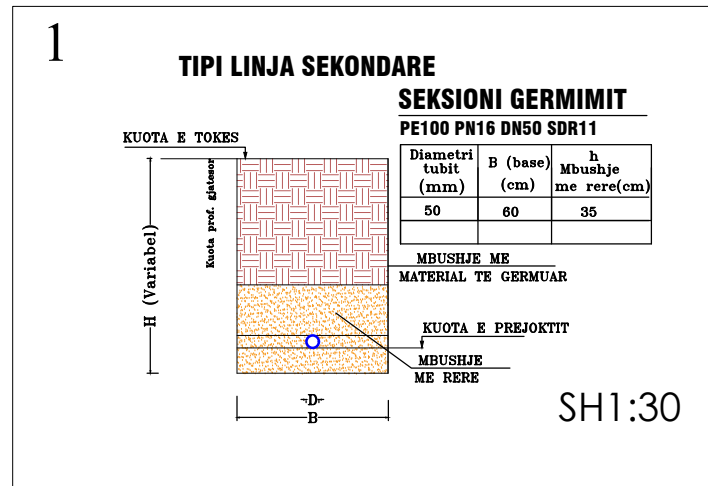 1
TIPI LINJA SEKONDARE
SEKSIONI GERMIMIT
PE100 PN16 DN50 SDR11
KUOTA E TOKES
Diametri tubit (mm)
B (base) (cm)
h Mbushje me rere(cm)
50 60 35
Kuota prof. gjatesor
H (Variabel)
MBUSHJE ME
MATERIAL TE GERMUAR
KUOTA E PREJOKTIT
MBUSHJE
ME RERE
D
B
SH1:30